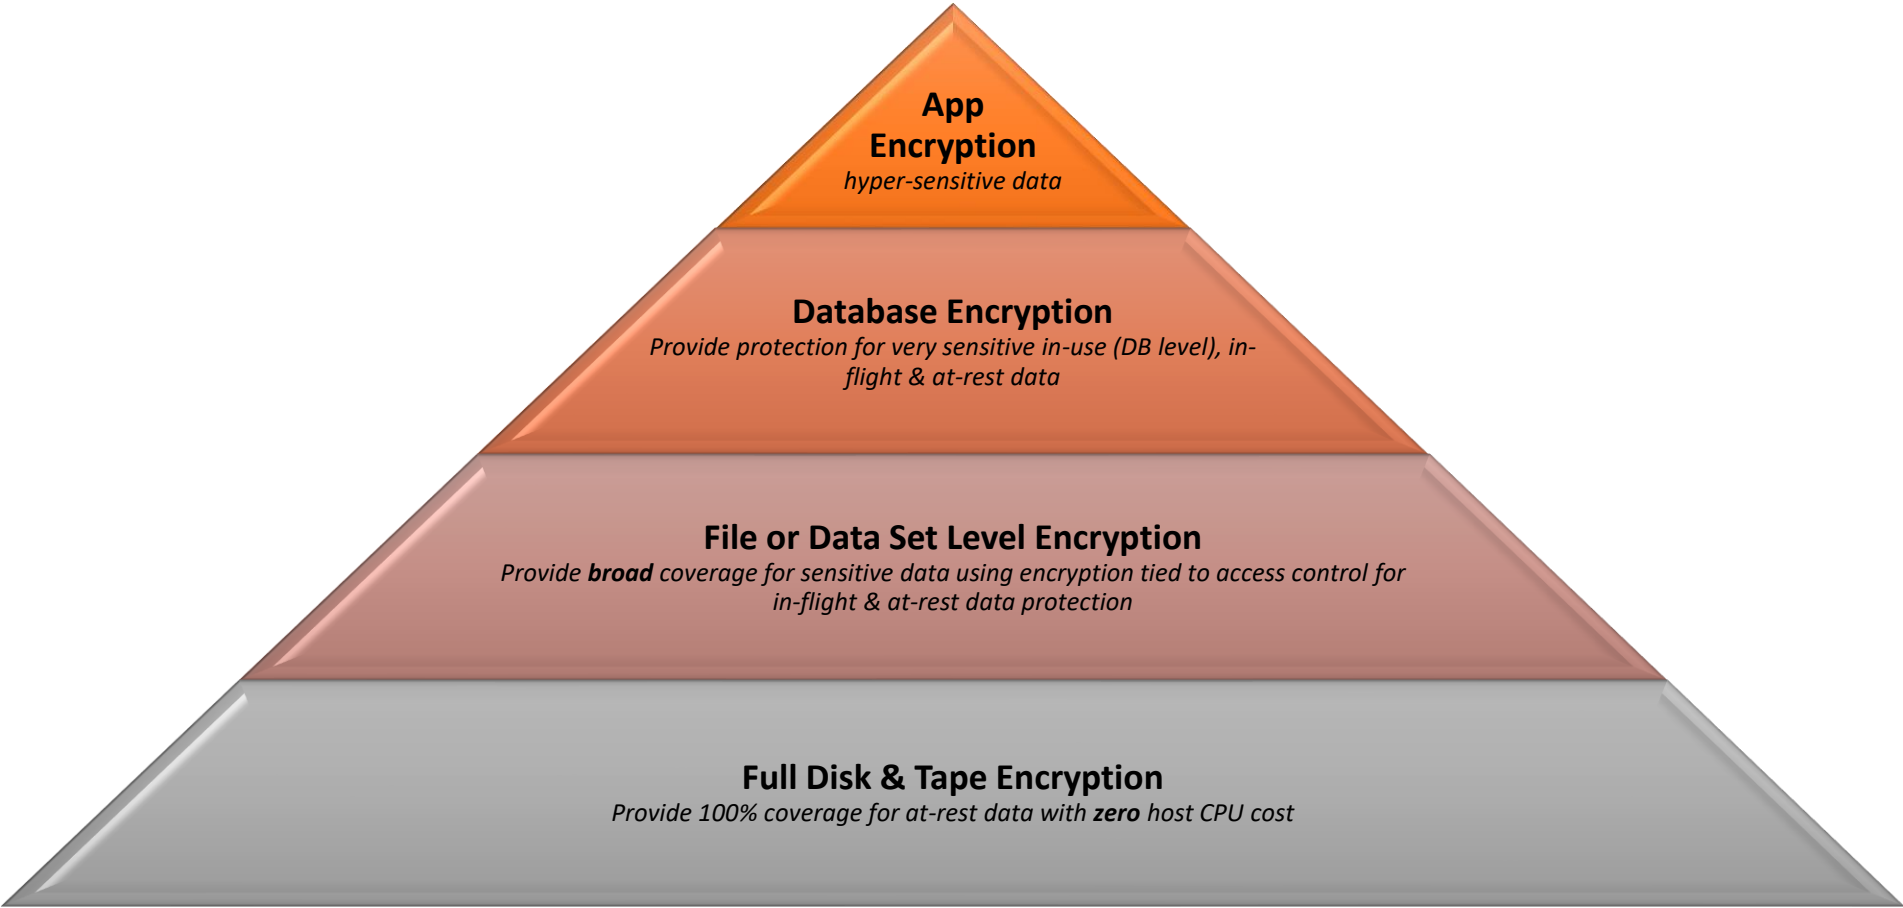 App
Encryption
hyper-sensitive data
Database Encryption
Provide protection for very sensitive in-use (DB level), in-
flight & at-rest data
File or Data Set Level Encryption
Provide broad coverage for sensitive data using encryption tied to access control for
in-flight & at-rest data protection
Full Disk & Tape Encryption
Provide 100% coverage for at-rest data with zero host CPU cost